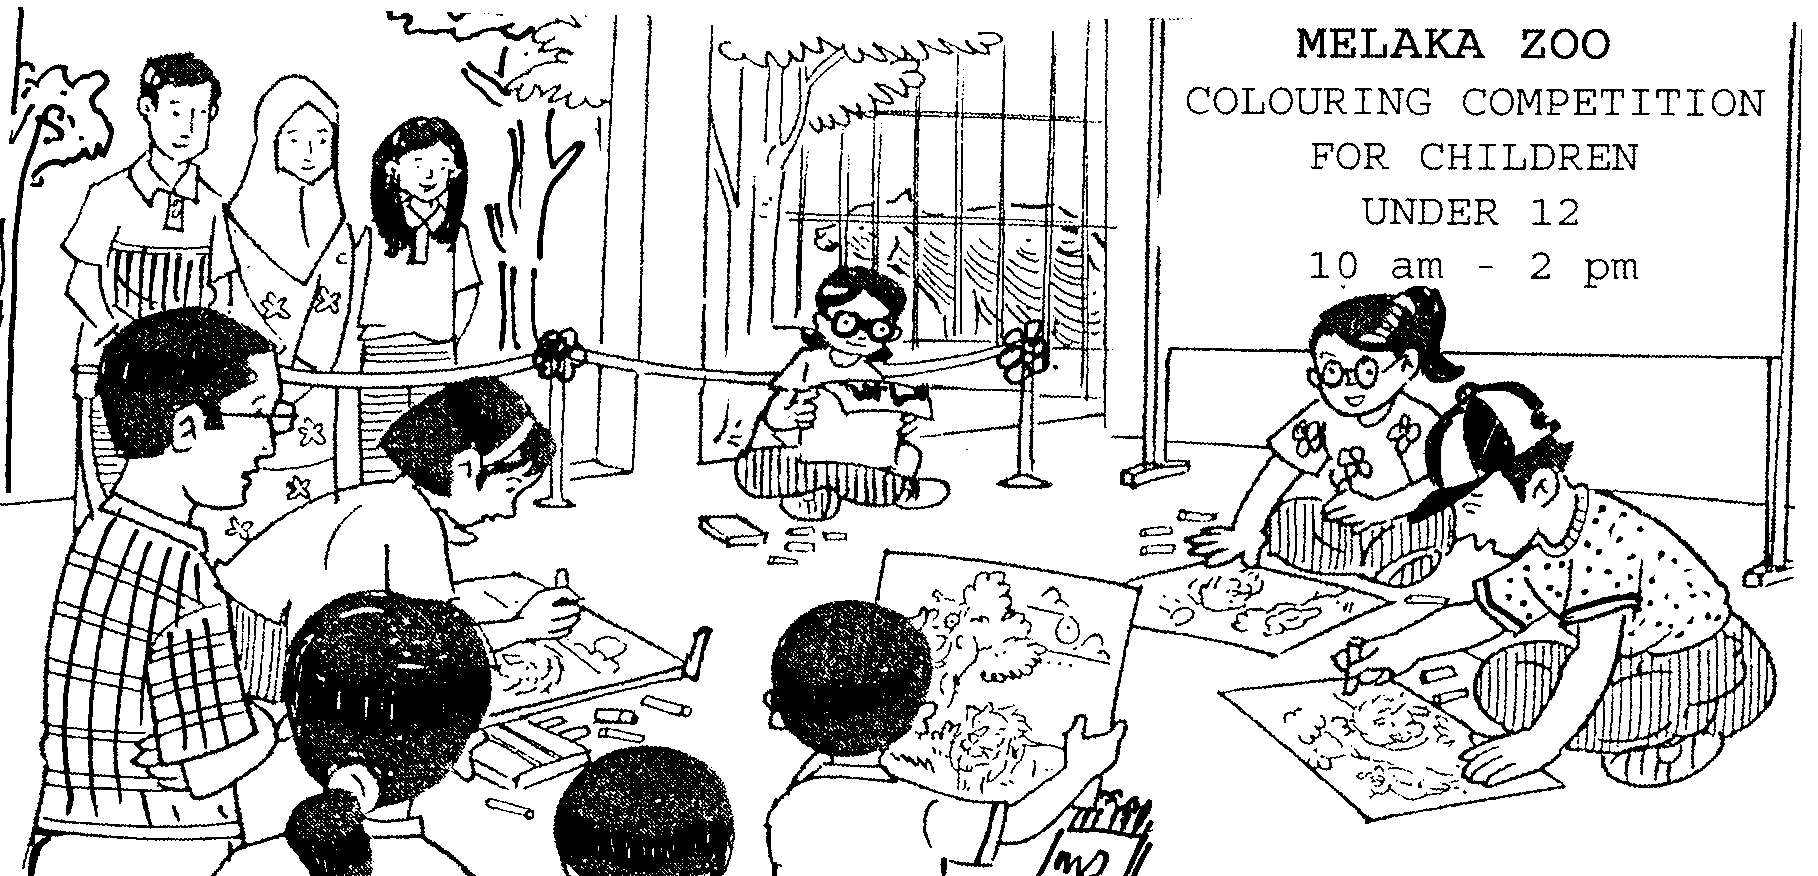 MELAKA ZOO
COLOURING COMPETITION
FOR CHILDREN
UNDER 12
10 am - 2 pm